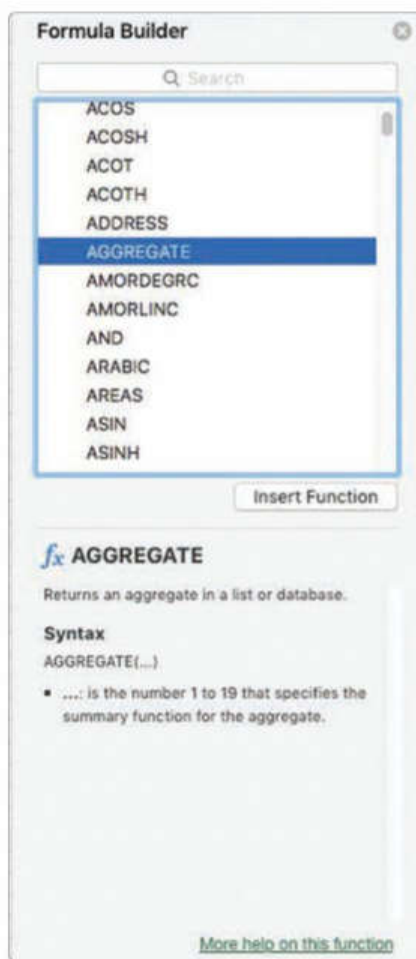 Formula Builder
Search
ACOS
ACOSH
ACOT
ACOTH
ADDRESS
AGGREGATE
AMORDEGRC
AMORLINC
AND
ARABIC
AREAS
ASIN
ASINH
Insert Function
fx AGGREGATE
Returns an aggregate in a list or database.
Syntax
AGGREGATE(...)
▪ ...: is the number 1 to 19 that specifies the
summary function for the aggregate.
More help on this function